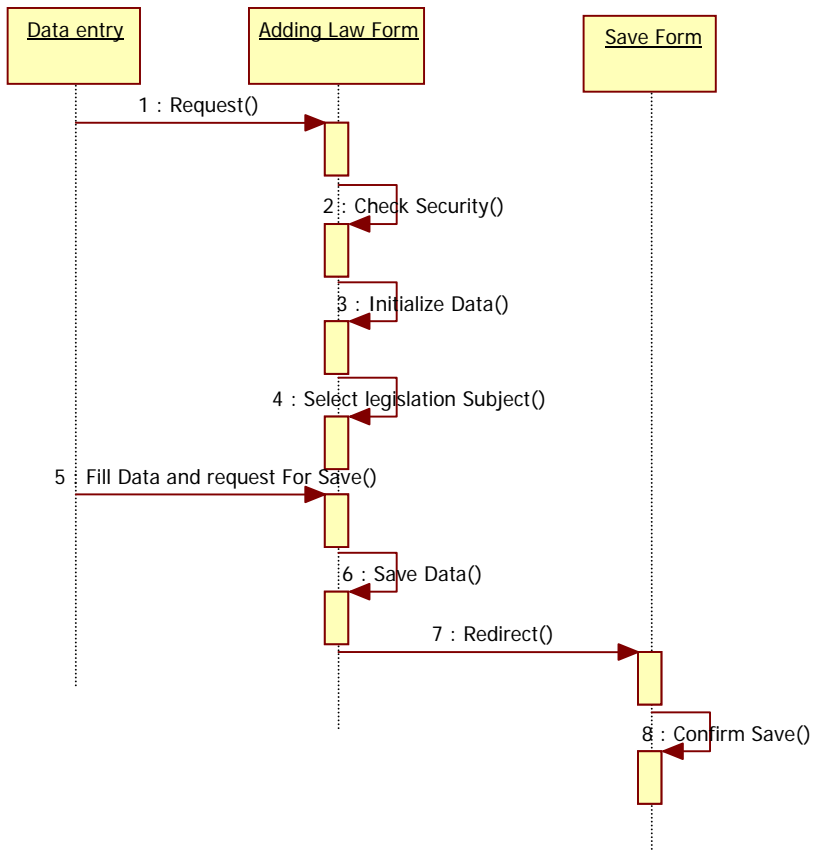 Data entry
Adding Law Form
Save Form
1 : Request()
2 : Check Security()
3 : Initialize Data()
4 : Select legislation Subject()
5 : Fill Data and request For Save()
6 : Save Data()
7 : Redirect()
8 : Confirm Save()